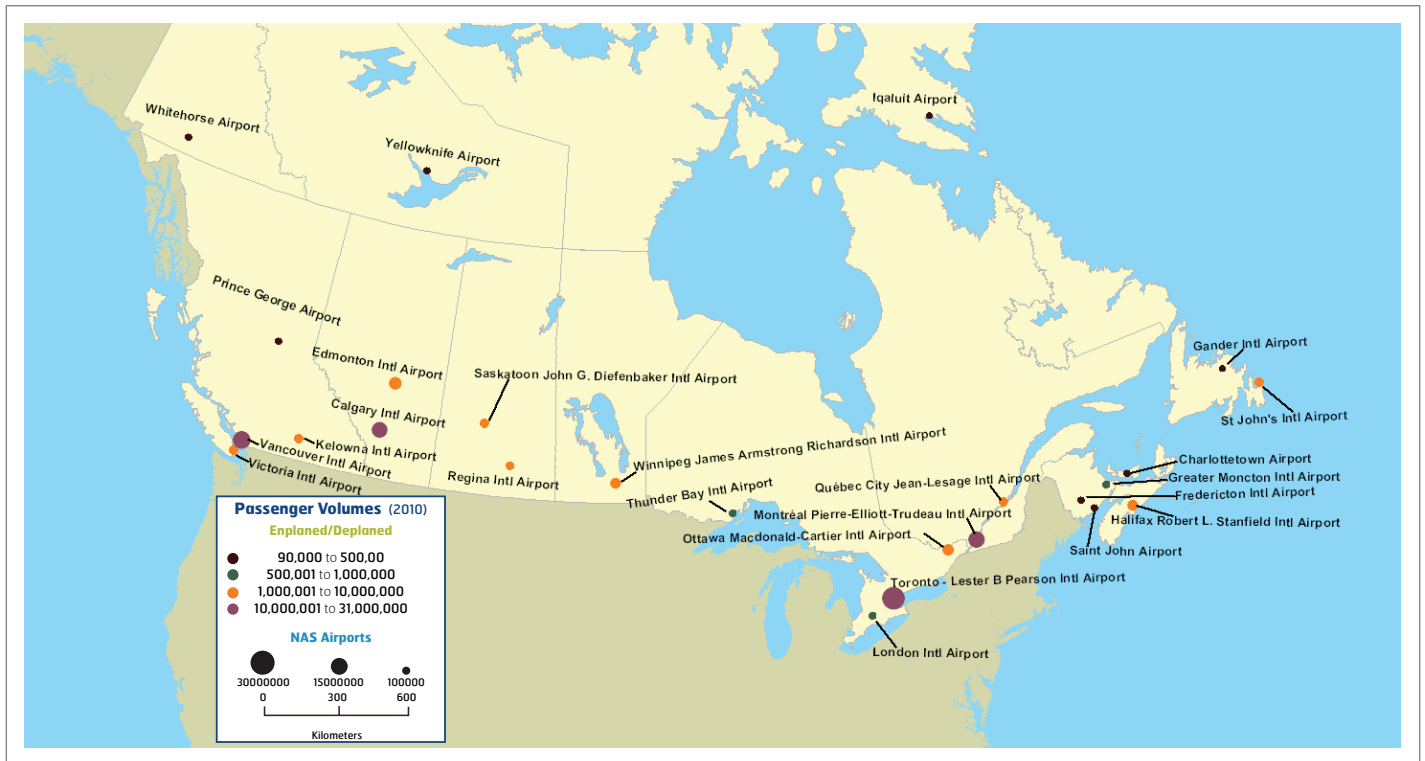 Whitehorse Airport
Yellowknife Airport
Iqaluit Airport
Prince George Airport
Edmonton Intl Airport
Saskatoon John G. Diefenbaker Intl Airport
Calgary Intl Airport
Kelowna Intl Airport
Vancouver Intl Airport
Victoria Intl Airport
Regina Intl Airport
Winnipeg James Armstrong Richardson Intl Airport
Thunder Bay Intl Airport
Québec City Jean-Lesage Intl Airport
Montréal Pierre-Elliott-Trudeau Intl Airport
Ottawa Macdonald-Cartier Intl Airport
Toronto - Lester B Pearson Intl Airport
London Intl Airport
Gander Intl Airport
St John's Intl Airport
Charlottetown Airport
Greater Moncton Intl Airport
Fredericton Intl Airport
Halifax Robert L. Stanfield Intl Airport
Saint John Airport
Passenger Volumes (2010)
Enplaned/Deplaned
90,000 to 500,00
500,001 to 1,000,000
1,000,001 to 10,000,000
10,000,001 to 31,000,000
NAS Airports
30000000 15000000 100000
0 300 600
Kilometers